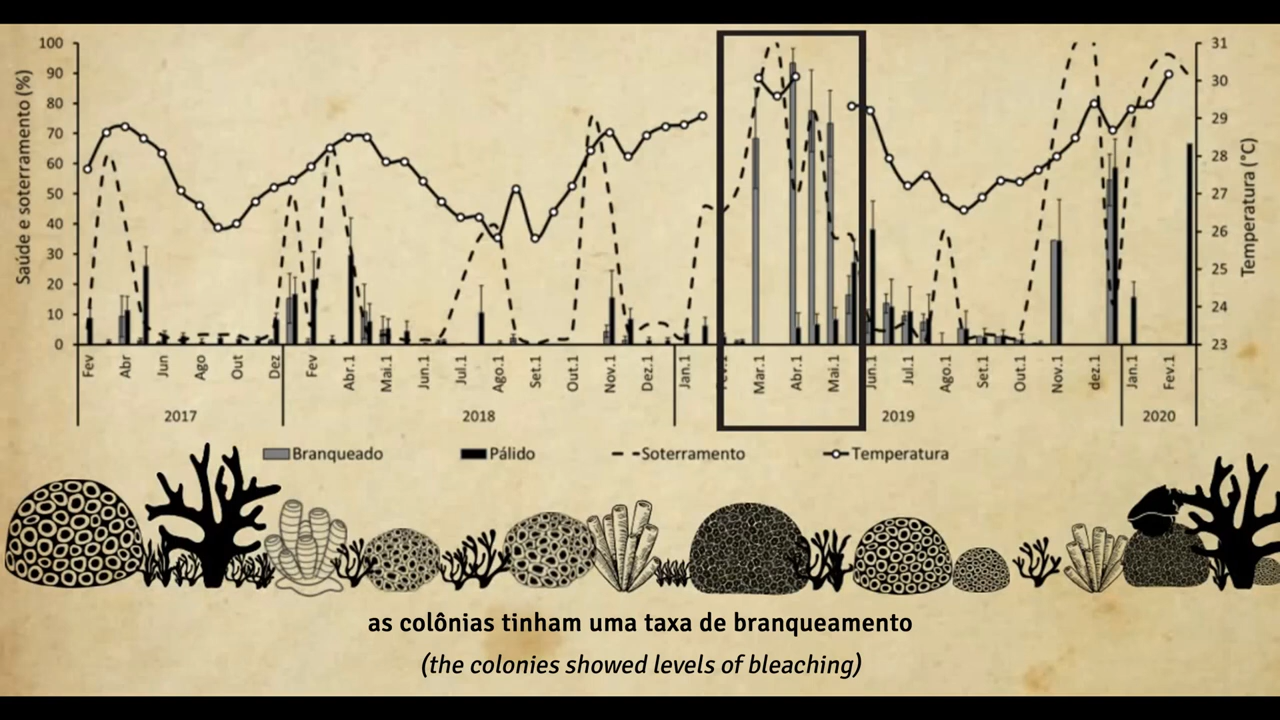 Saúde e soterramento (%)
100
90
80
70
60
50
40
30
20
10
0
31
30
29
28
27
26
25
24
23
Temperatura (°C)
Fev Abr Jun Ago Out Dez Fev Abr.1 Mai.1 Jun.1 Jul.1 Ago.1 Set.1 Out.1 Nov.1 Dez.1 Jan.1 Fev.1 Mar.1 Abr.1 Mai.1 Jun.1 Jul.1 Ago.1 Set.1 Out.1 Nov.1 dez.1 Jan.1 Fev.1
2017 2018 2019 2020
Branqueado Pálido Soterramento Temperatura
as colônias tinham uma taxa de branqueamento
(the colonies showed levels of bleaching)